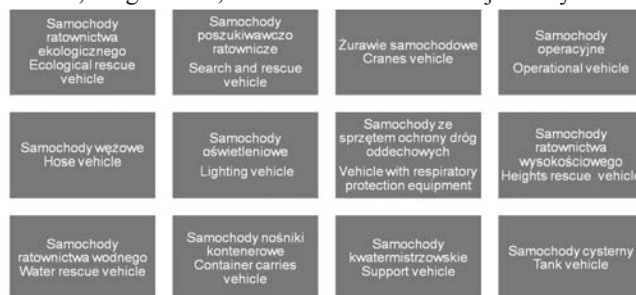 Samochody
ratownictwa
ekologicznego
Ecological rescue
vehicle
Samochody
poszukiwawczo
ratownicze
Search and rescue
vehicle
Żurawie samochodowe
Cranes vehicle
Samochody
operacyjne
Operational vehicle
Samochody wężowe
Hose vehicle
Samochody
oświetleniowe
Lighting vehicle
Samochody ze
sprzętem ochrony dróg
oddechowych
Vehicle with respiratory
protection equipment
Samochody
ratownictwa
wysokościowego
Heights rescue vehicle
Samochody
ratownictwa wodnego
Water rescue vehicle
Samochody nośniki
kontenerowe
Container carries
vehicle
Samochody
kwatermistrzowskie
Support vehicle
Samochody cysterny
Tank vehicle